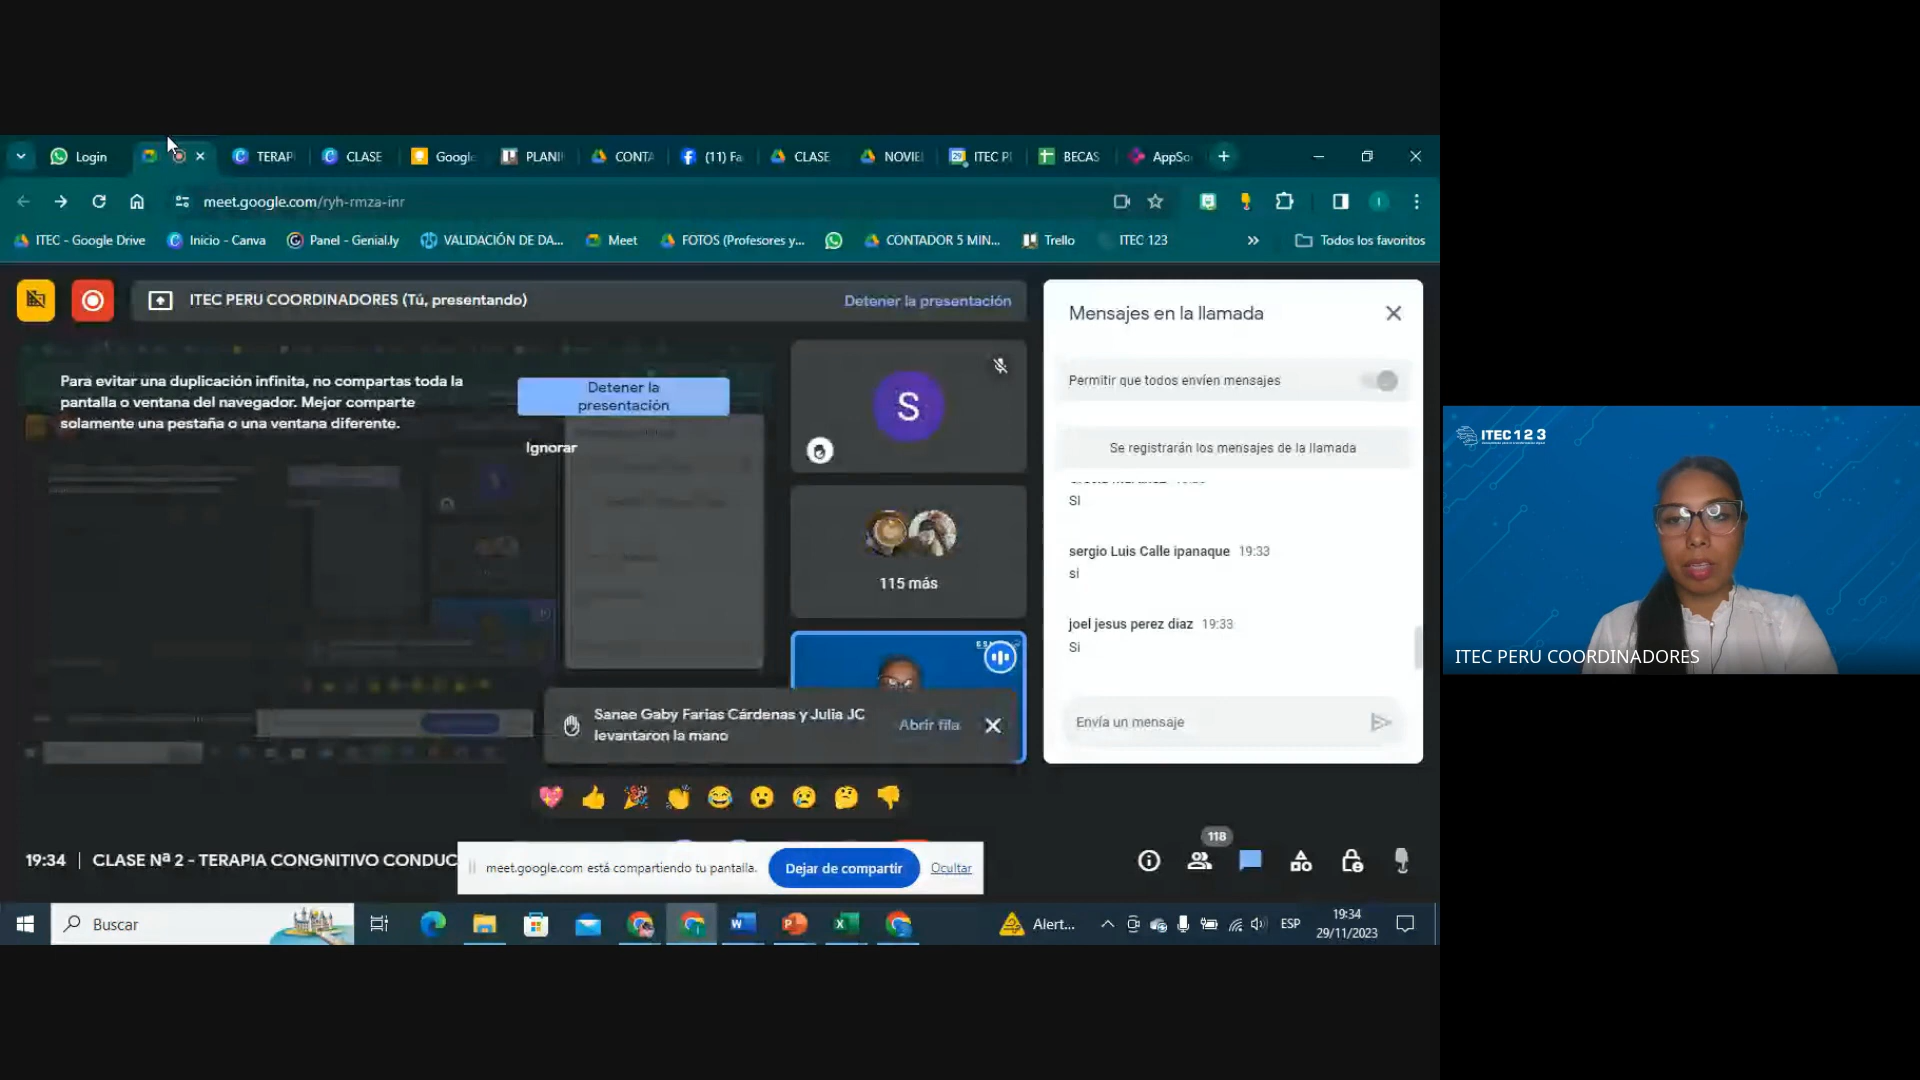 Login
TERAP
CLASE
Google
PLANI
CONTA
(11) Fa
CLASE
NOVIE
ITEC PI
BECAS
AppSo
meet.google.com/ryh-rmza-inr
ITEC - Google Drive
Inicio - Canva
Panel - Genial.ly
VALIDACIÓN DE DA...
Meet
FOTOS (Profesores y...
CONTADOR 5 MIN...
Trello
ITEC 123
»
Todos los favoritos
ITEC PERU COORDINADORES (Tú, presentando)
Detener la presentación
Para evitar una duplicación infinita, no compartas toda la
pantalla o ventana del navegador. Mejor comparte
solamente una pestaña o una ventana diferente.
Detener la
presentación
Ignorar
S
115 más
Sanae Gaby Farias Cárdenas y Julia JC
levantaron la mano
Abrir fila
Mensajes en la llamada
Permitir que todos envíen mensajes
Se registrarán los mensajes de la llamada
SI
sergio Luis Calle ipanaque 19:33
si
joel jesus perez diaz 19:33
Si
Envía un mensaje
19:34 | CLASE Nª 2 - TERAPIA CONGNITIVO CONDUC
meet.google.com está compartiendo tu pantalla.
Dejar de compartir
Ocultar
118
Buscar
Alert...
ESP
19:34
29/11/2023
ITEC 1 2 3
ITEC PERU COORDINADORES